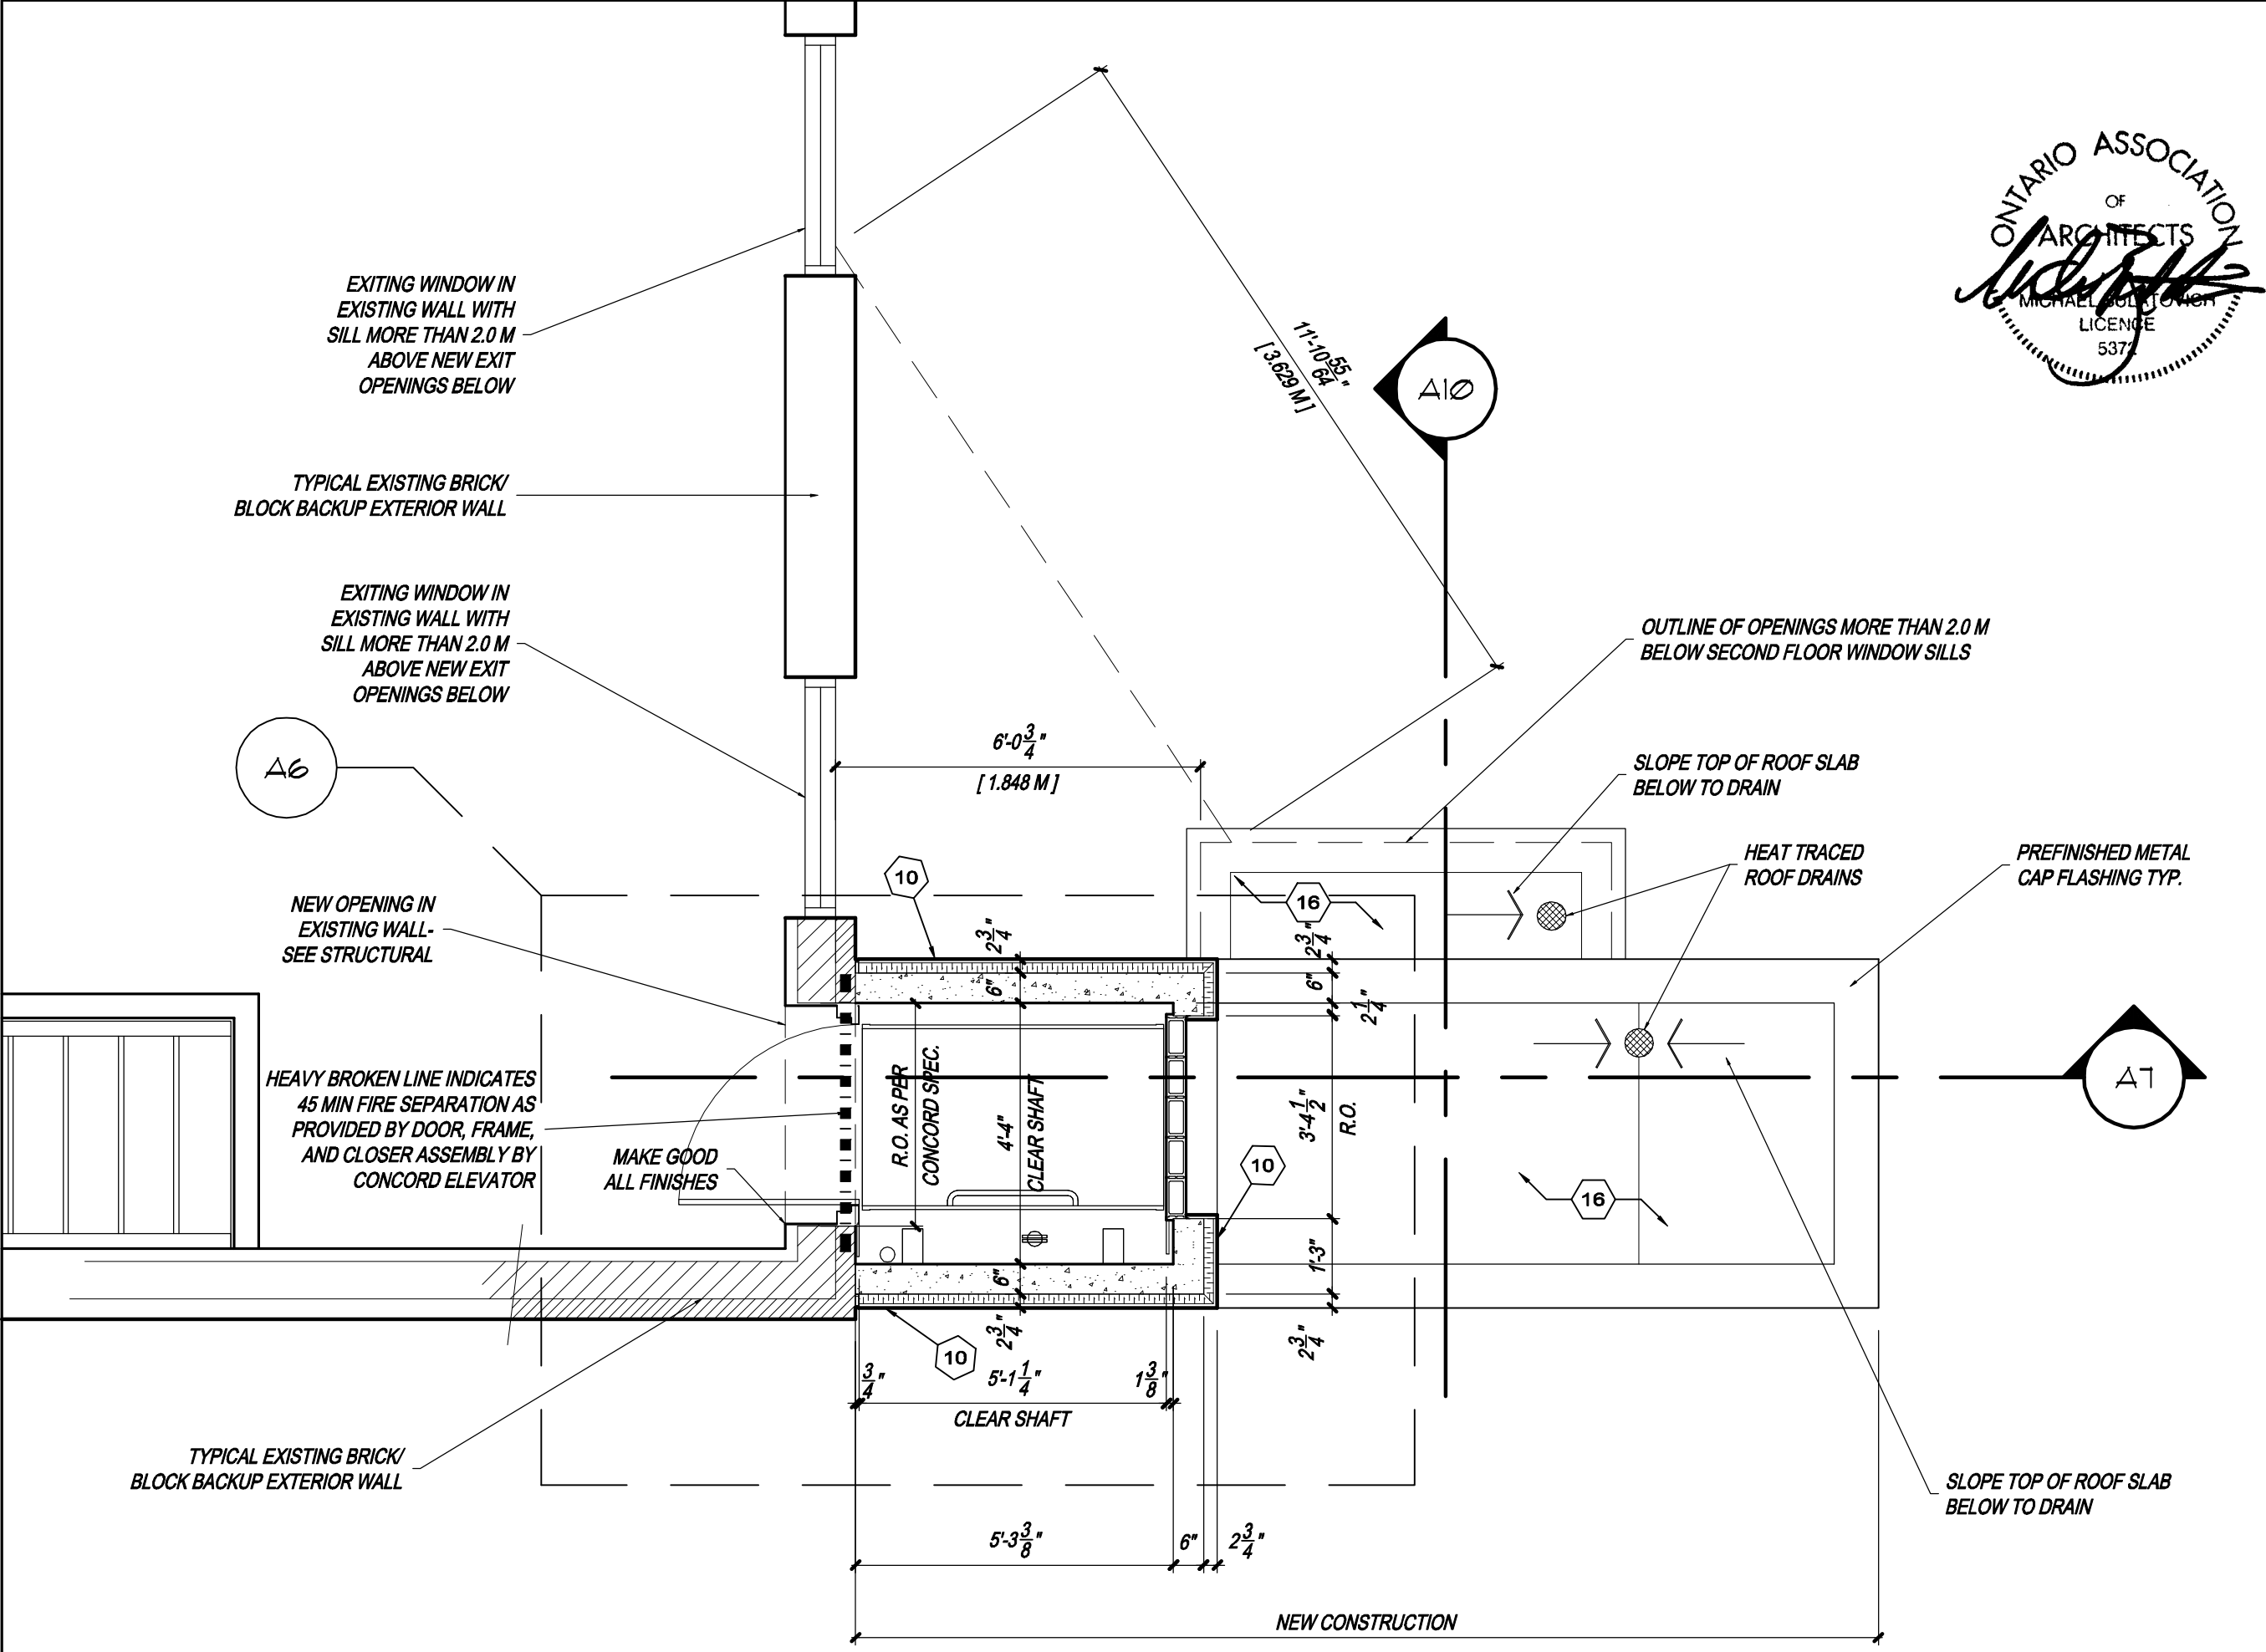 ONTARIO ASSOCIATION
OF
ARCHITECTS
MICHAEL
LICENCE
5372
EXITING WINDOW IN
EXISTING WALL WITH
SILL MORE THAN 2.0 M
ABOVE NEW EXIT
OPENINGS BELOW
11'-10 55/64"
[ 3.629 M ]
A10
TYPICAL EXISTING BRICK/
BLOCK BACKUP EXTERIOR WALL
EXITING WINDOW IN
EXISTING WALL WITH
SILL MORE THAN 2.0 M
ABOVE NEW EXIT
OPENINGS BELOW
OUTLINE OF OPENINGS MORE THAN 2.0 M
BELOW SECOND FLOOR WINDOW SILLS
A6
6'-0 3/4"
[ 1.848 M ]
SLOPE TOP OF ROOF SLAB
BELOW TO DRAIN
HEAT TRACED
ROOF DRAINS
PREFINISHED METAL
CAP FLASHING TYP.
10
16
NEW OPENING IN
EXISTING WALL-
SEE STRUCTURAL
2 3/4"
6"
2 3/4"
6"
2 1/4"
HEAVY BROKEN LINE INDICATES
45 MIN FIRE SEPARATION AS
PROVIDED BY DOOR, FRAME,
AND CLOSER ASSEMBLY BY
CONCORD ELEVATOR
MAKE GOOD
ALL FINISHES
R.O. AS PER
CONCORD SPEC.
4'-4"
CLEAR SHAFT
3'-4 1/2"
R.O.
A7
10
16
1'-3"
6"
2 3/4"
2 3/4"
10
3/4"
5'-1 1/4"
1 3/8"
CLEAR SHAFT
TYPICAL EXISTING BRICK/
BLOCK BACKUP EXTERIOR WALL
SLOPE TOP OF ROOF SLAB
BELOW TO DRAIN
5'-3 3/8"
6"
2 3/4"
NEW CONSTRUCTION